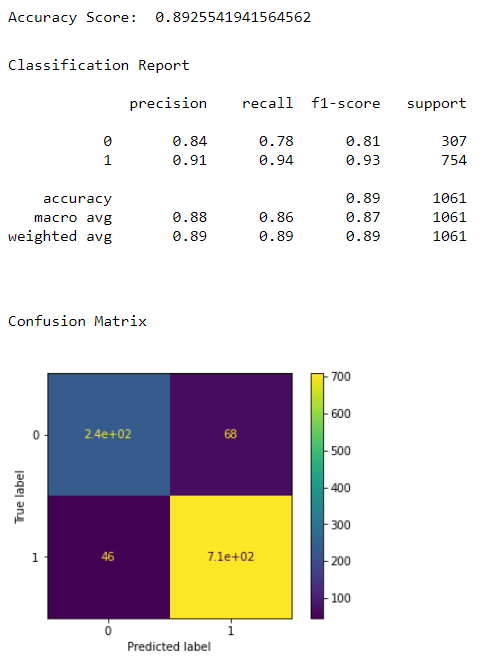 Accuracy Score:  0.8925541941564562
Classification Report
precision recall f1-score support
0 0.84 0.78 0.81 307
1 0.91 0.94 0.93 754
accuracy 0.89 1061
macro avg 0.88 0.86 0.87 1061
weighted avg 0.89 0.89 0.89 1061
Confusion Matrix
True label
0 2.4e+02 68
1 46 7.1e+02
0 1
Predicted label
700
600
500
400
300
200
100